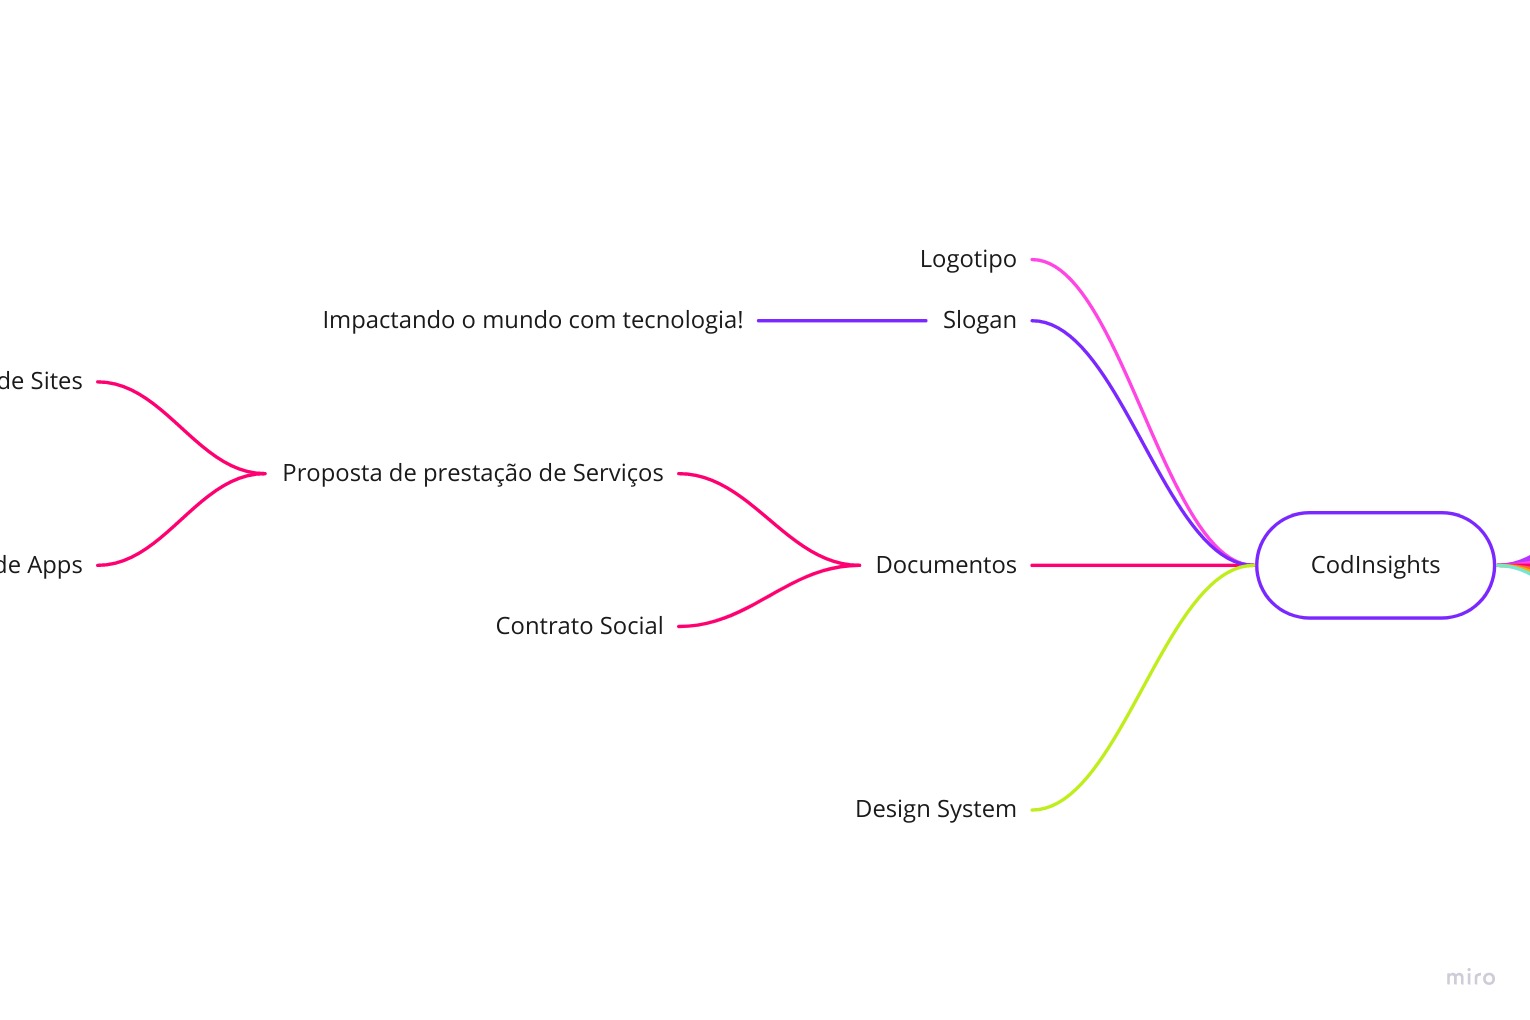 Logotipo
Impactando o mundo com tecnologia!
Slogan
de Sites
Proposta de prestação de Serviços
de Apps
Documentos
CodInsights
Contrato Social
Design System
miro